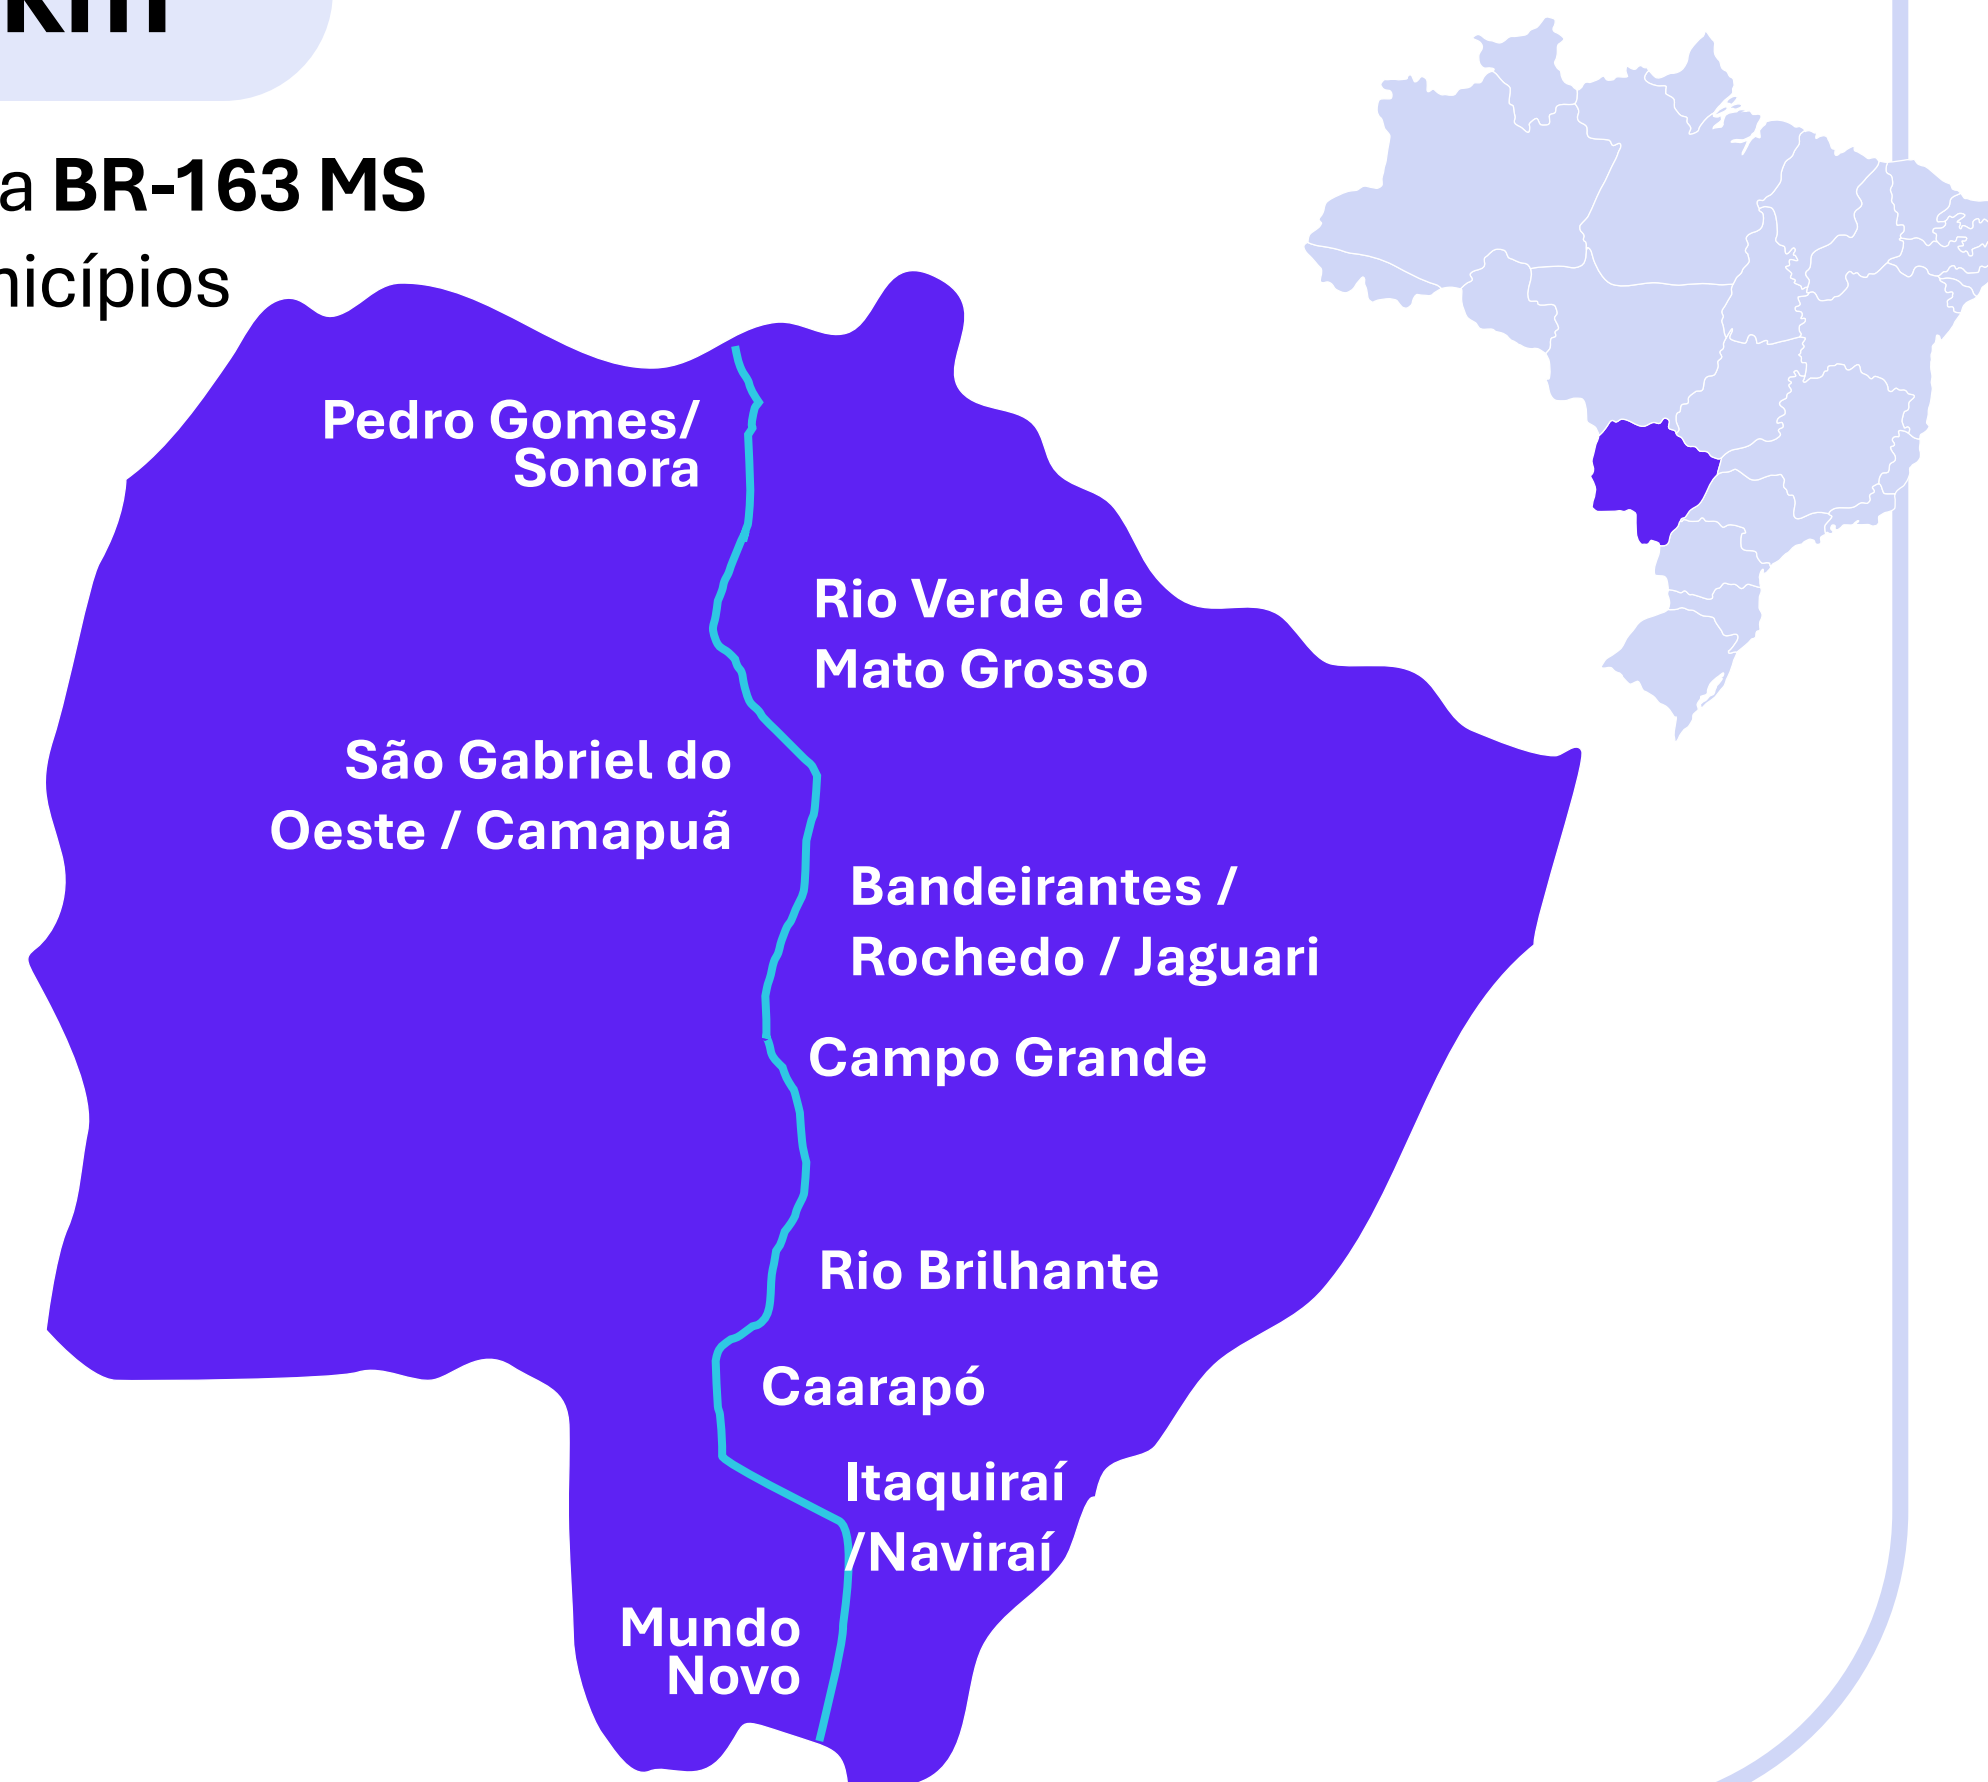 km
a BR-163 MS
nicípios
Pedro Gomes/
Sonora
Rio Verde de
Mato Grosso
São Gabriel do
Oeste / Camapuã
Bandeirantes /
Rochedo / Jaguari
Campo Grande
Rio Brilhante
Caarapó
Itaquiraí
/Naviraí
Mundo
Novo